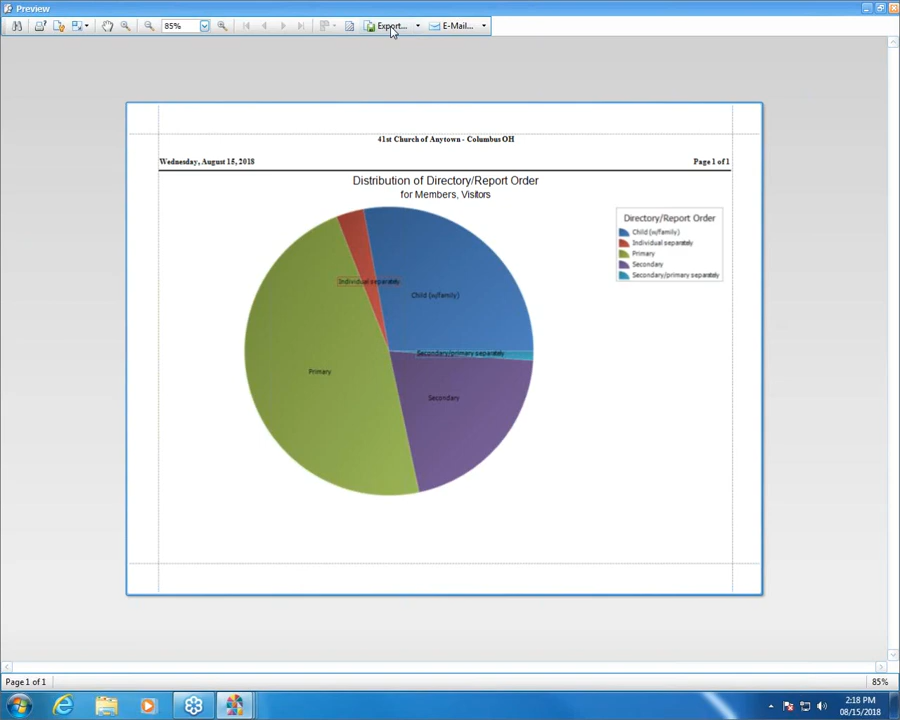 Preview
85%
Export...
E-Mail...
41st Church of Anytown - Columbus OH
Wednesday, August 15, 2018
Page 1 of 1
Distribution of Directory/Report Order
for Members, Visitors
Directory/Report Order
Child (w/family)
Individual separately
Primary
Secondary
Secondary/primary separately
Individual separately
Child (w/family)
Secondary/primary separately
Primary
Secondary
Page 1 of 1
85%
2:18 PM
08/15/2018